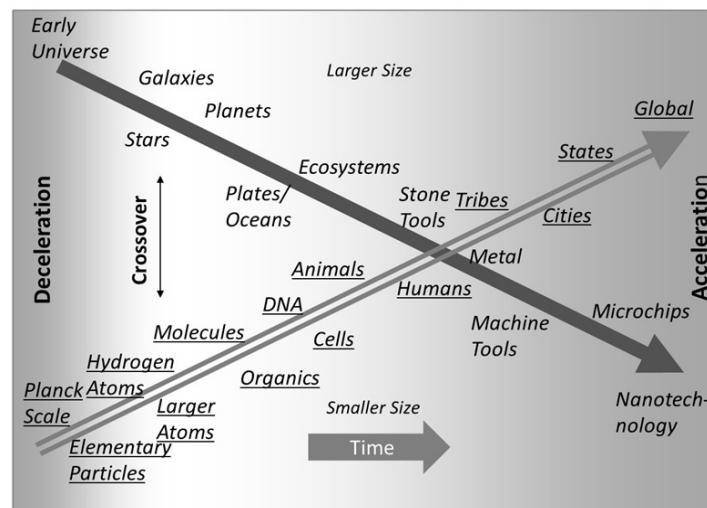 Early
Universe
Galaxies
Larger Size
Planets
Global
Stars
States
Ecosystems
Plates/
Oceans
Stone
Tools
Tribes
Cities
Deceleration
Crossover
Acceleration
Metal
Animals
Humans
DNA
Microchips
Molecules
Cells
Machine
Tools
Hydrogen
Atoms
Organics
Planck
Scale
Larger
Atoms
Smaller Size
Nanotech-
nology
Elementary
Particles
Time